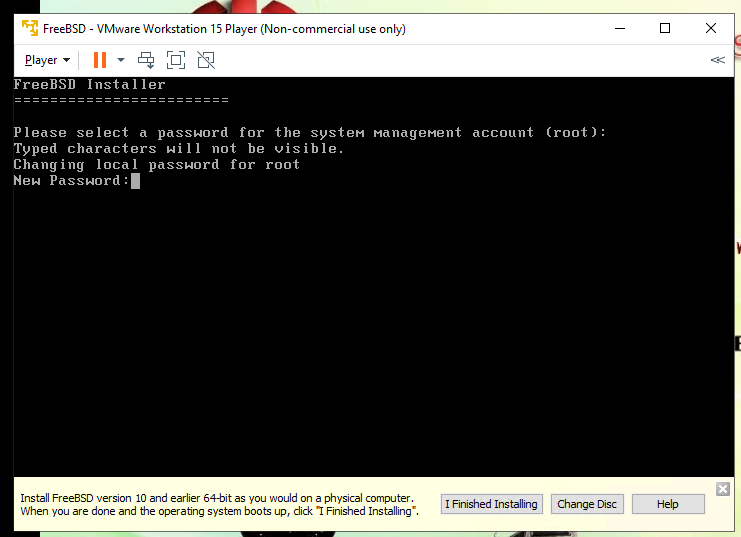 FreeBSD - VMware Workstation 15 Player (Non-commercial use only)
Player
FreeBSD Installer
========================
Please select a password for the system management account (root):
Typed characters will not be visible.
Changing local password for root
New Password:
Install FreeBSD version 10 and earlier 64-bit as you would on a physical computer.
When you are done and the operating system boots up, click "I Finished Installing".
I Finished Installing
Change Disc
Help